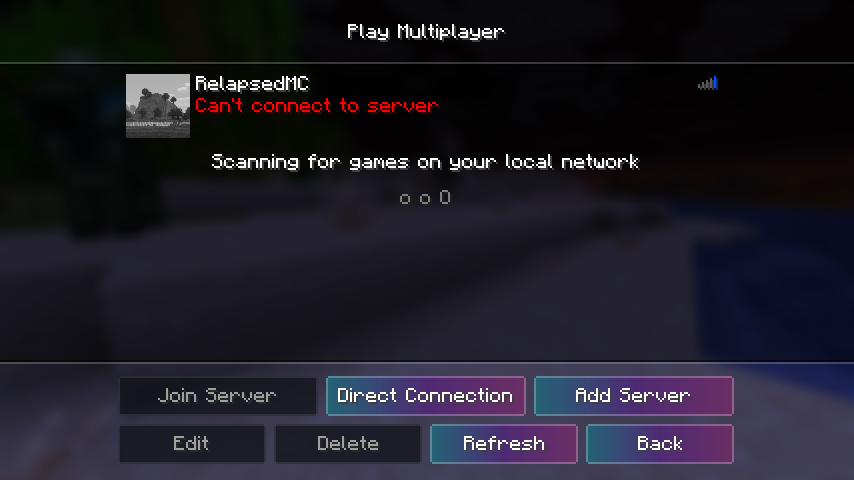 Play Multiplayer
RelapsedMC
Can't connect to server
Scanning for games on your local network
o o O
Join Server
Direct Connection
Add Server
Edit
Delete
Refresh
Back